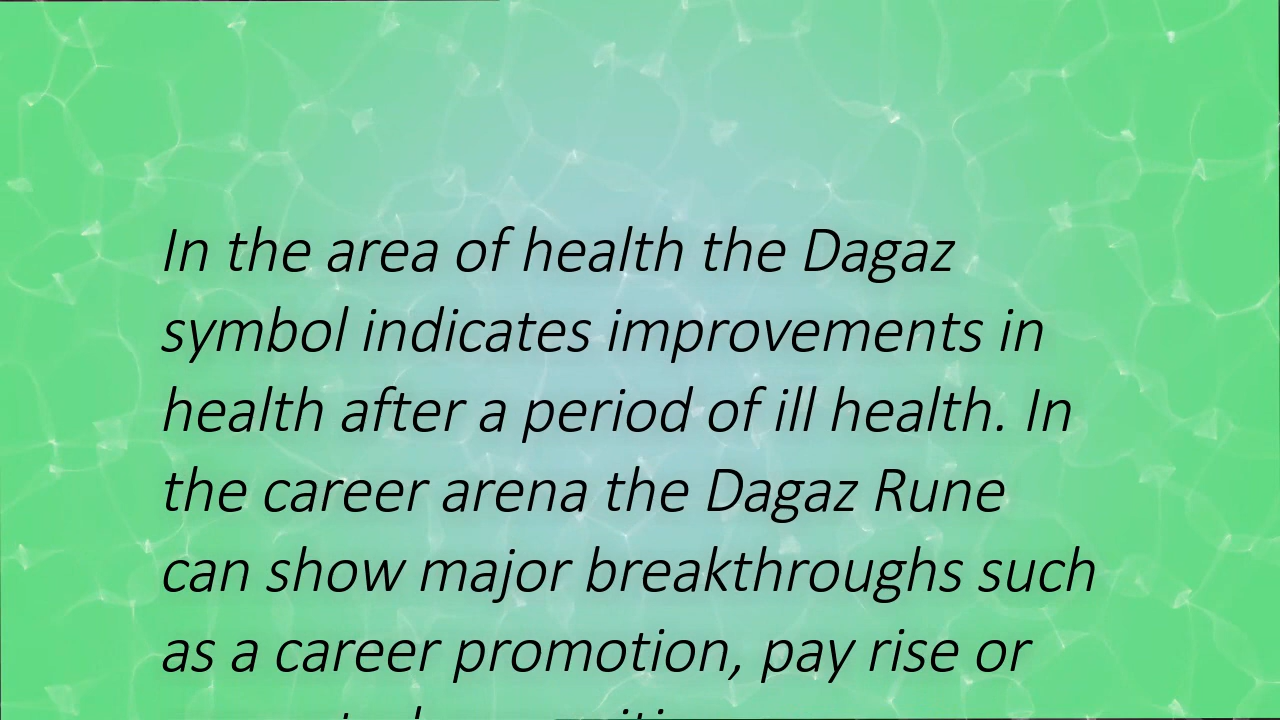 In the area of health the Dagaz
symbol indicates improvements in
health after a period of ill health. In
the career arena the Dagaz Rune
can show major breakthroughs such
as a career promotion, pay rise or